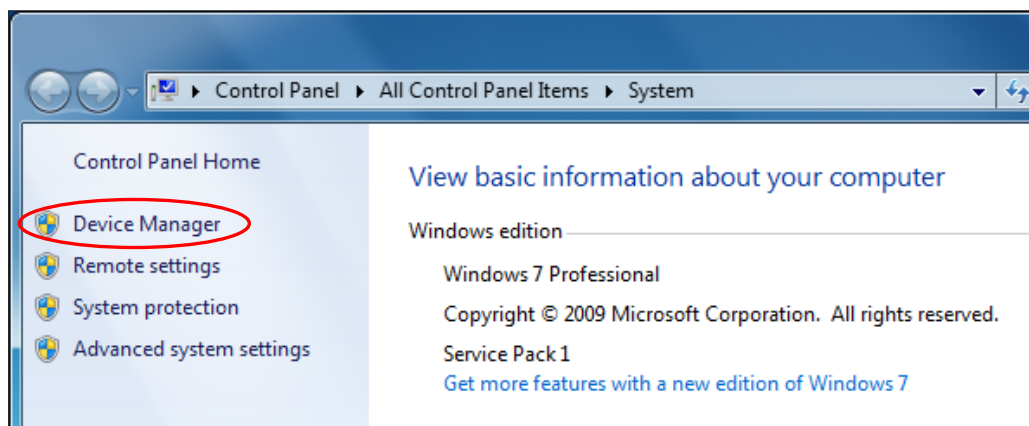 Control Panel ▸ All Control Panel Items ▸ System
Control Panel Home
Device Manager
Remote settings
System protection
Advanced system settings
View basic information about your computer
Windows edition
Windows 7 Professional
Copyright © 2009 Microsoft Corporation. All rights reserved.
Service Pack 1
Get more features with a new edition of Windows 7